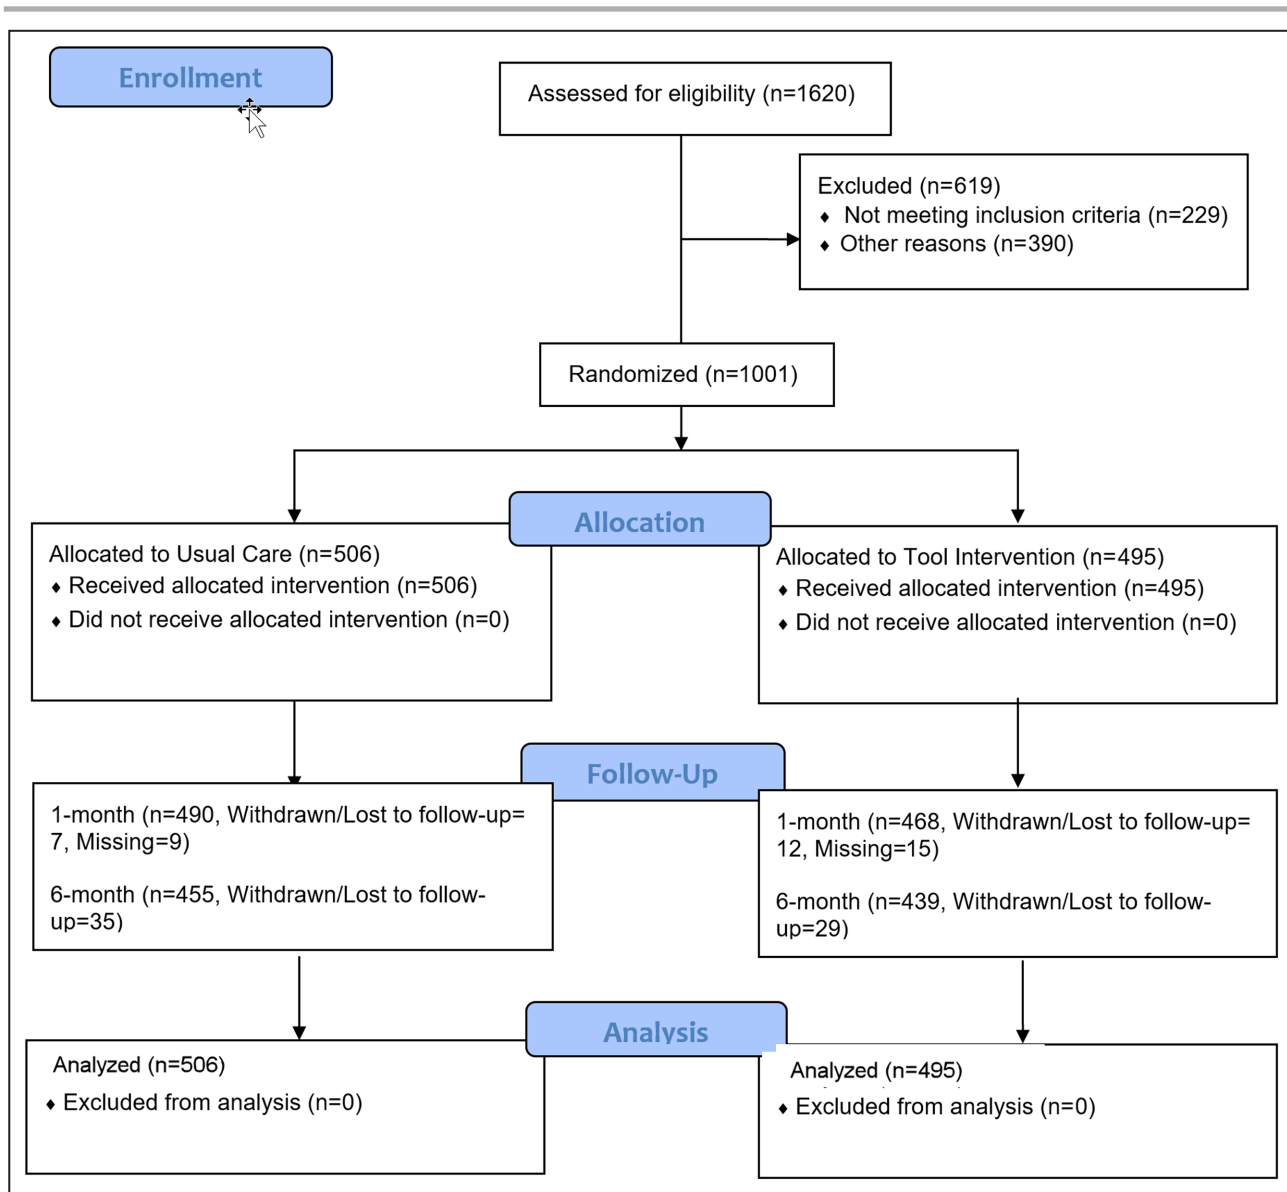 Enrollment
Assessed for eligibility (n=1620)
Excluded (n=619)
♦ Not meeting inclusion criteria (n=229)
♦ Other reasons (n=390)
Randomized (n=1001)
Allocation
Allocated to Usual Care (n=506)
♦ Received allocated intervention (n=506)
♦ Did not receive allocated intervention (n=0)
Allocated to Tool Intervention (n=495)
♦ Received allocated intervention (n=495)
♦ Did not receive allocated intervention (n=0)
Follow-Up
1-month (n=490, Withdrawn/Lost to follow-up=
7, Missing=9)
6-month (n=455, Withdrawn/Lost to follow-
up=35)
1-month (n=468, Withdrawn/Lost to follow-up=
12, Missing=15)
6-month (n=439, Withdrawn/Lost to follow-
up=29)
Analysis
Analyzed (n=506)
♦ Excluded from analysis (n=0)
Analyzed (n=495)
♦ Excluded from analysis (n=0)